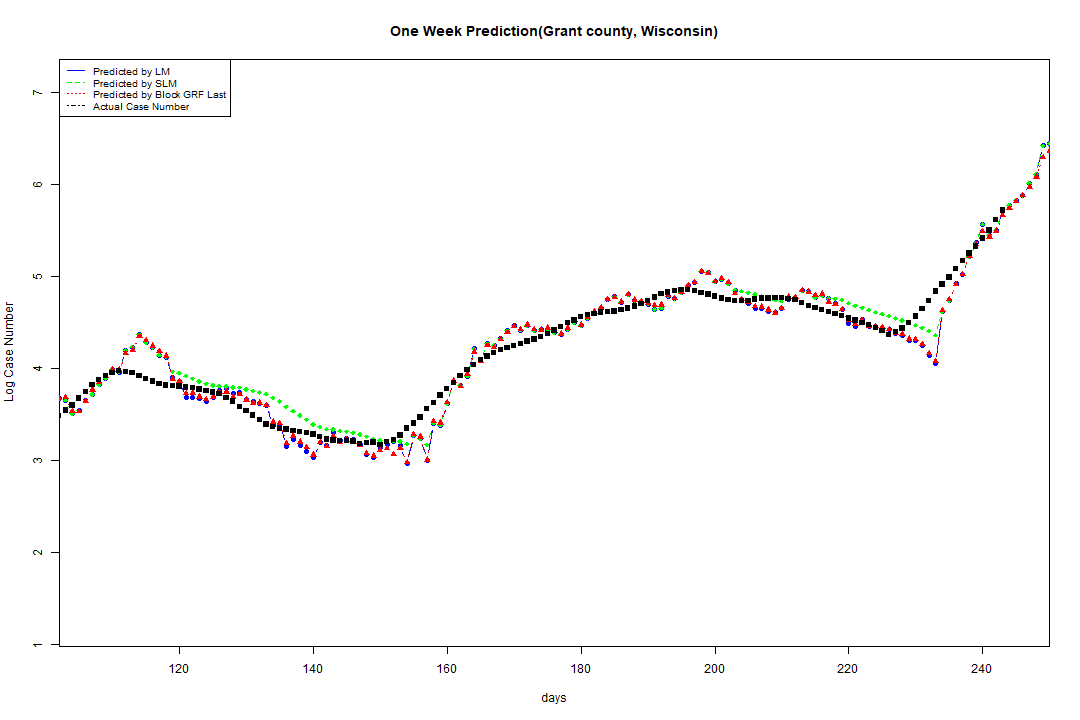 One Week Prediction(Grant county, Wisconsin)
Predicted by LM
Predicted by SLM
Predicted by Block GRF Last
Actual Case Number
7
6
5
4
3
2
1
Log Case Number
120 140 160 180 200 220 240
days